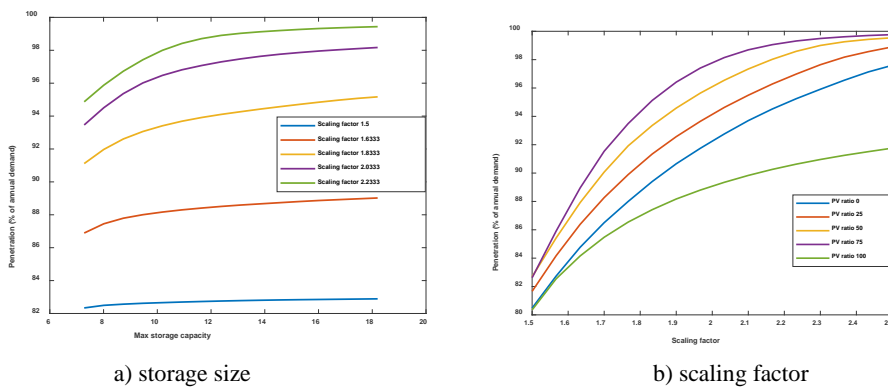 100
98
96
94
92
90
88
86
84
82
Penetration (% of annual demand)
6
8
10
12
14
16
18
20
Max storage capacity
Scaling factor 1.5
Scaling factor 1.6333
Scaling factor 1.8333
Scaling factor 2.0333
Scaling factor 2.2333
a) storage size
100
98
96
94
92
90
88
86
84
82
80
Penetration (% of annual demand)
1.5
1.6
1.7
1.8
1.9
2
2.1
2.2
2.3
2.4
Scaling factor
PV ratio 0
PV ratio 25
PV ratio 50
PV ratio 75
PV ratio 100
b) scaling factor